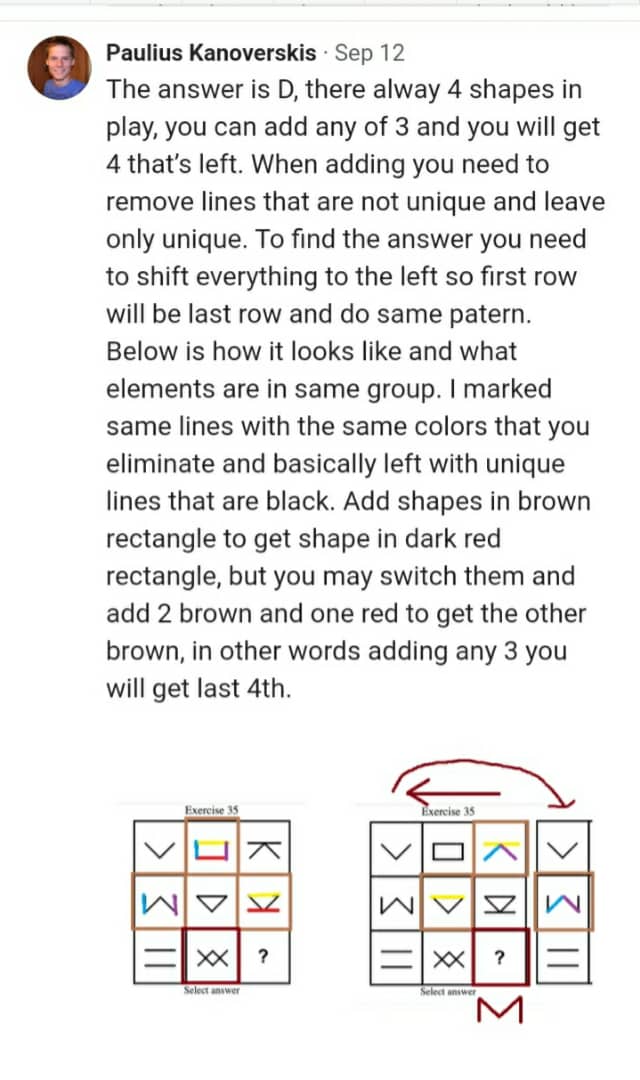 Paulius Kanoverskis · Sep 12
The answer is D, there alway 4 shapes in
play, you can add any of 3 and you will get
4 that's left. When adding you need to
remove lines that are not unique and leave
only unique. To find the answer you need
to shift everything to the left so first row
will be last row and do same patern.
Below is how it looks like and what
elements are in same group. I marked
same lines with the same colors that you
eliminate and basically left with unique
lines that are black. Add shapes in brown
rectangle to get shape in dark red
rectangle, but you may switch them and
add 2 brown and one red to get the other
brown, in other words adding any 3 you
will get last 4th.
Exercise 35
?
Select answer
Exercise 35
?
Select answer